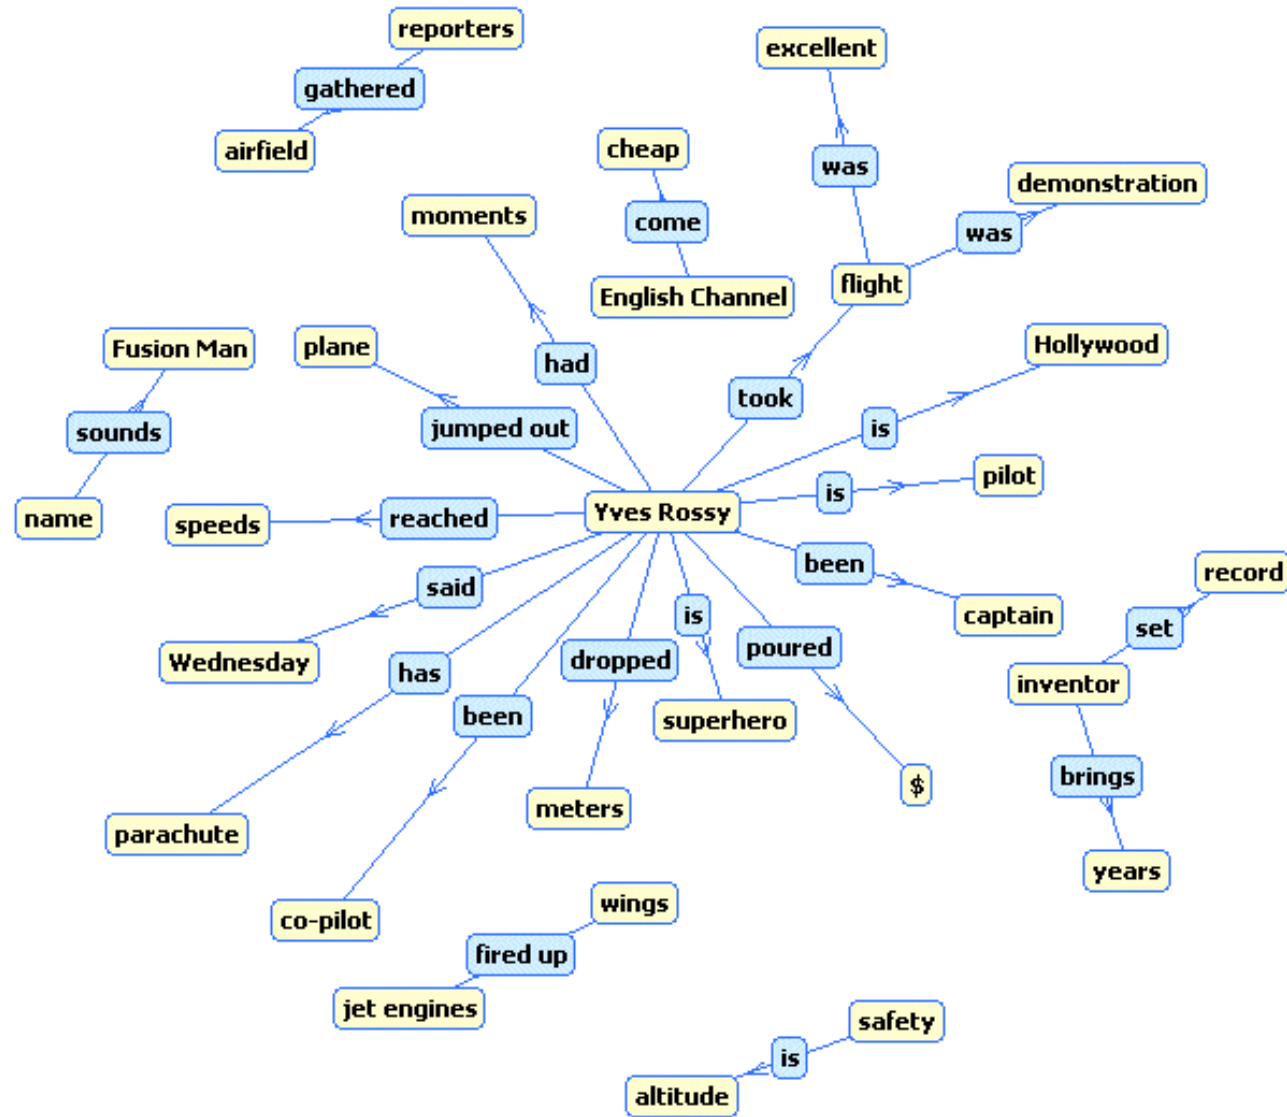 reporters
excellent
gathered
airfield
cheap
was
demonstration
moments
come
was
flight
English Channel
Fusion Man
plane
had
Hollywood
took
sounds
jumped out
is
pilot
is
name
speeds
reached
Yves Rossy
been
record
said
is
captain
set
Wednesday
has
dropped
poured
inventor
been
superhero
brings
$
meters
parachute
years
wings
co-pilot
fired up
jet engines
safety
is
altitude